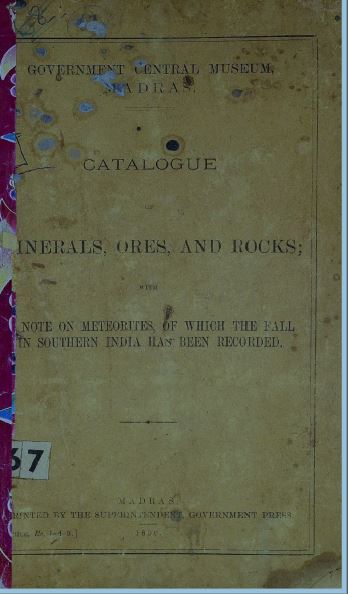 GOVERNMENT CENTRAL MUSEUM,
MADRAS.
CATALOGUE
OF
INERALS, ORES, AND ROCKS;
WITH
NOTE ON METEORITES, OF WHICH THE FALL
IN SOUTHERN INDIA HAS BEEN RECORDED.
67
MADRAS
RINTED BY THE SUPERINTENDENT, GOVERNMENT PRESS.